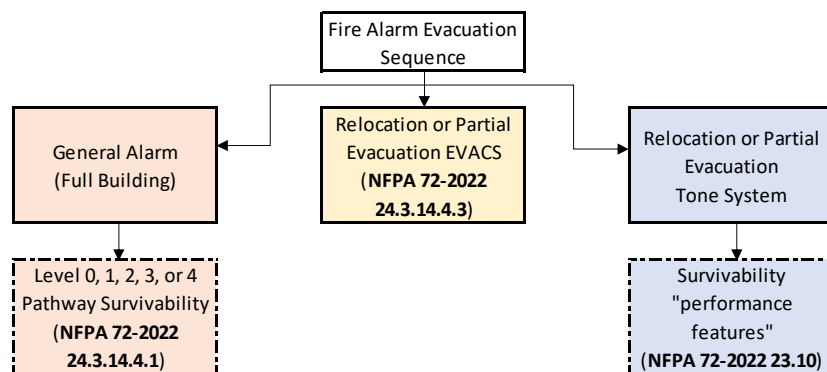 Fire Alarm Evacuation
Sequence
General Alarm
(Full Building)
Relocation or Partial
Evacuation EVACS
(NFPA 72-2022
24.3.14.4.3)
Relocation or Partial
Evacuation
Tone System
Level 0, 1, 2, 3, or 4
Pathway Survivability
(NFPA 72-2022
24.3.14.4.1)
Survivability
"performance
features"
(NFPA 72-2022 23.10)